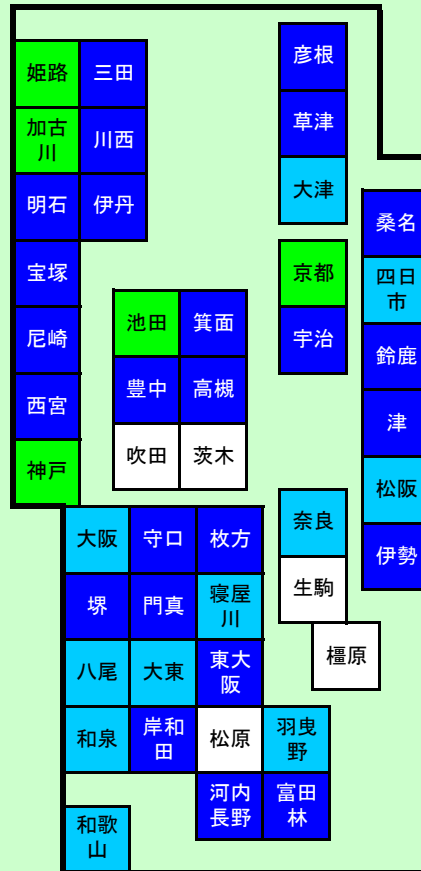 姫路
三田
加古
川
川西
明石
伊丹
宝塚
尼崎
西宮
神戸
彦根
草津
大津
京都
宇治
桑名
四日
市
鈴鹿
津
松阪
伊勢
池田
箕面
豊中
高槻
吹田
茨木
奈良
生駒
橿原
大阪
守口
枚方
堺
門真
寝屋
川
八尾
大東
東大
阪
和泉
岸和
田
松原
羽曳
野
河内
長野
富田
林
和歌
山